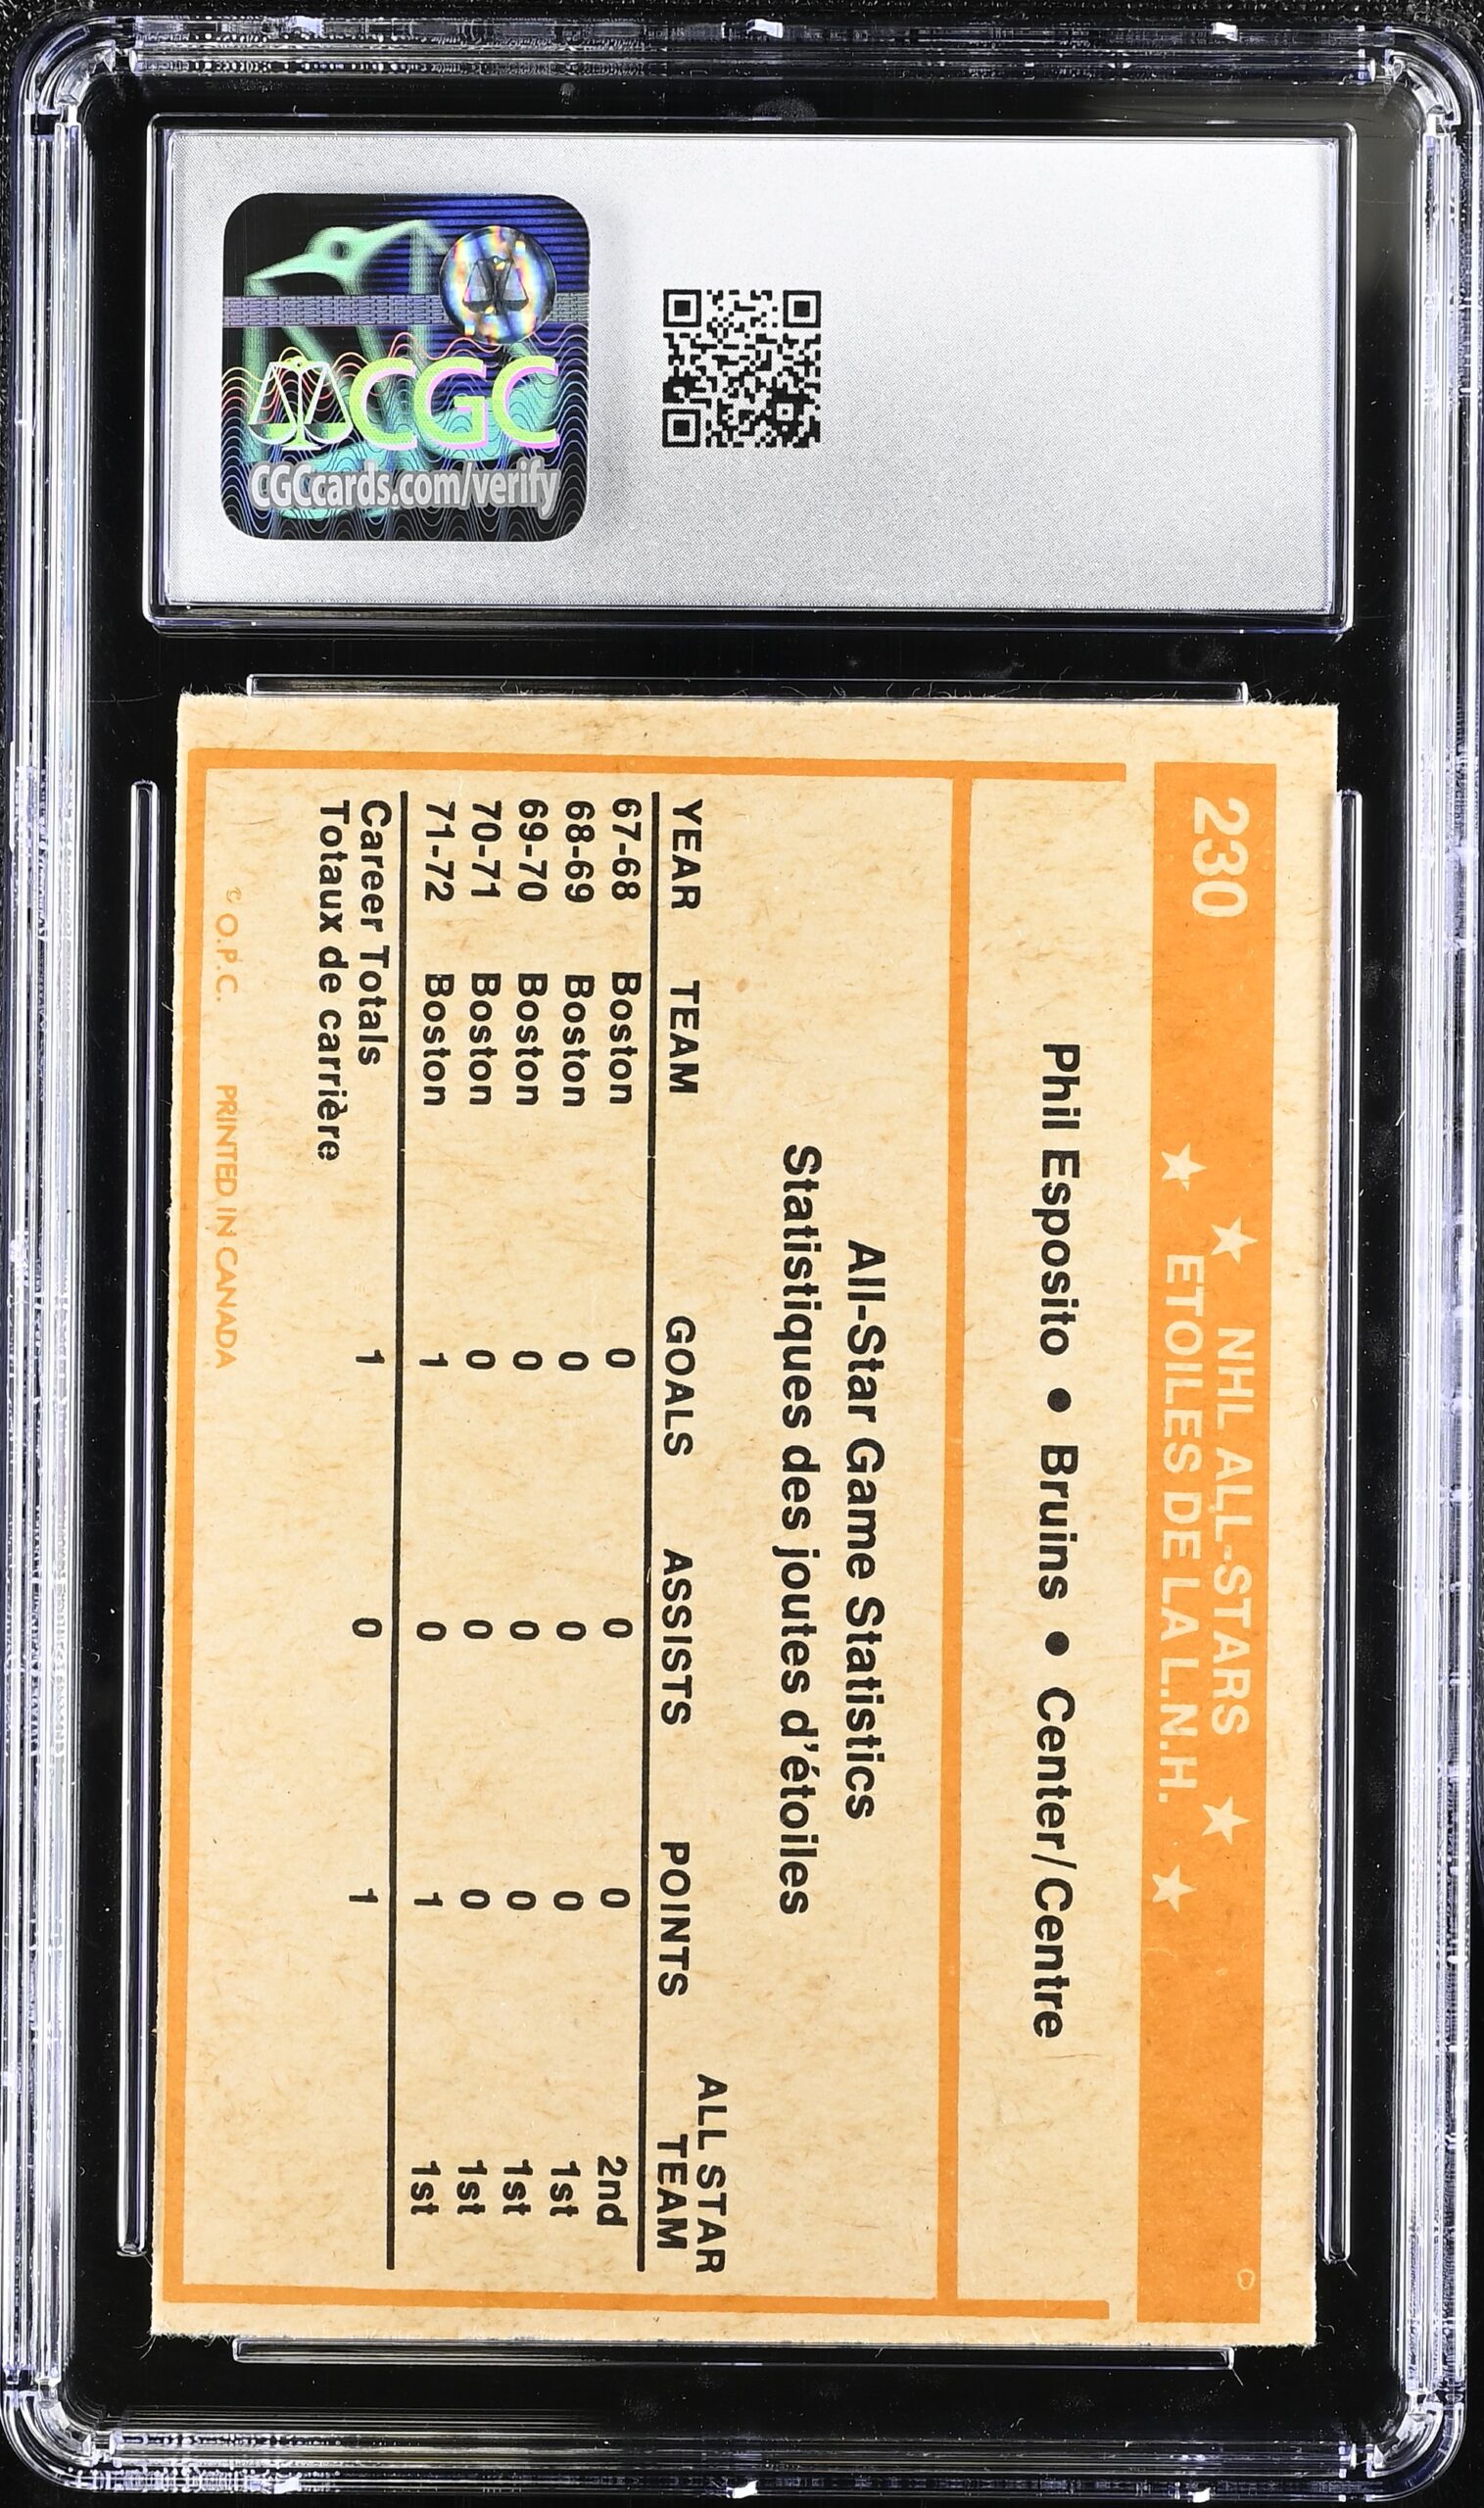 CGC
CGCcards.com/verify
230
NHL ALL-STARS
ETOILES DE LA L.N.H.
Phil Esposito ● Bruins ● Center/Centre
All-Star Game Statistics
Statistiques des joutes d'étoiles
YEAR TEAM GOALS ASSISTS POINTS ALL STAR TEAM
67-68 Boston 0 0 0 2nd
68-69 Boston 0 0 0 1st
69-70 Boston 0 0 0 1st
70-71 Boston 0 0 0 1st
71-72 Boston 1 0 1 1st
Career Totals 1 0 1
Totaux de carrière
© O.P.C. PRINTED IN CANADA